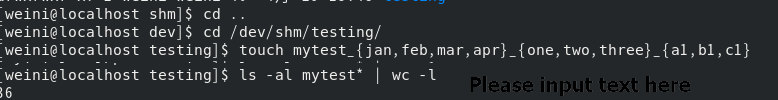 [weini@localhost shm]$ cd ..
[weini@localhost dev]$ cd /dev/shm/testing/
[weini@localhost testing]$ touch mytest_{jan,feb,mar,apr}_{one,two,three}_{a1,b1,c1}
[weini@localhost testing]$ ls -al mytest* | wc -l
36
Please input text here